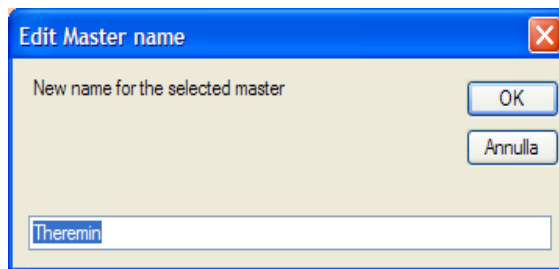 Edit Master name
New name for the selected master
OK
Annulla
Theremin